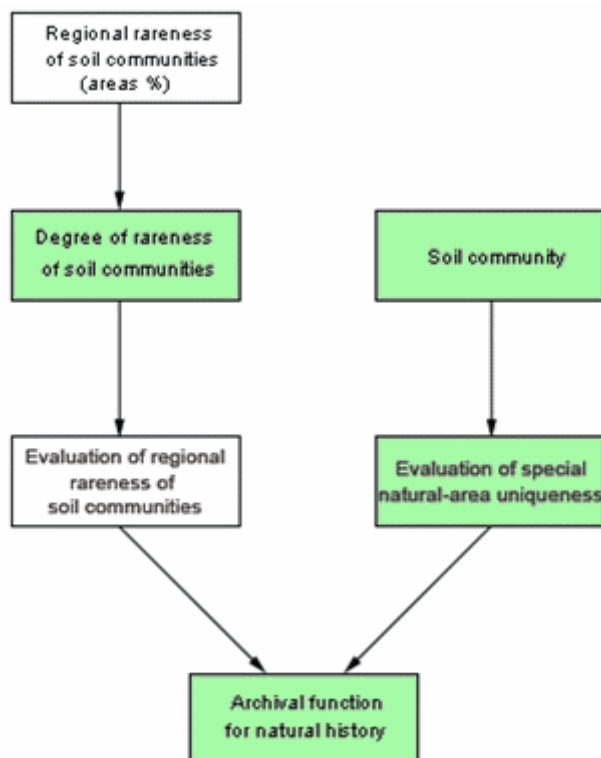 Regional rareness
of soil communities
(areas %)
Degree of rareness
of soil communities
Soil community
Evaluation of regional
rareness of
soil communities
Evaluation of special
natural-area uniqueness
Archival function
for natural history